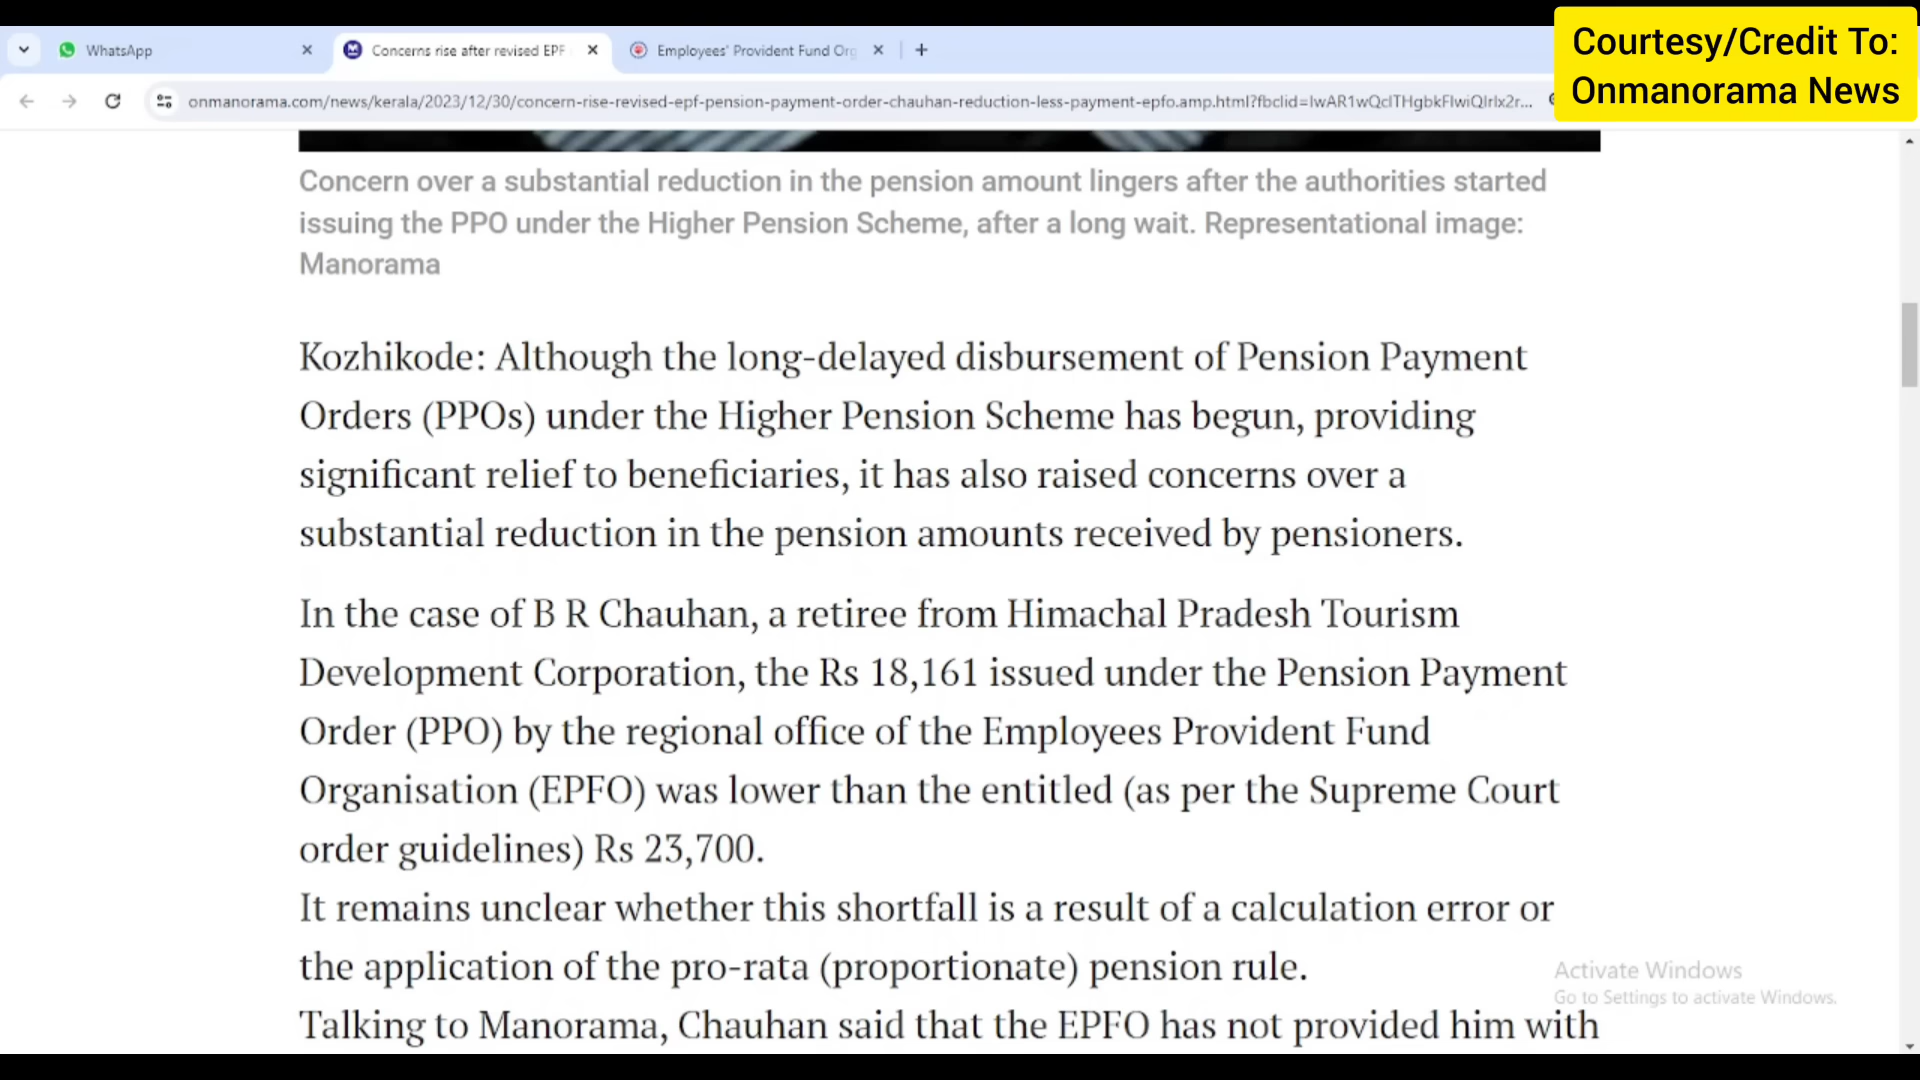 Courtesy/Credit To:
Onmanorama News
WhatsApp
Concerns rise after revised EPF
Employees' Provident Fund Org
onmanorama.com/news/kerala/2023/12/30/concern-rise-revised-epf-pension-payment-order-chauhan-reduction-less-payment-epfo.amp.html?fbclid=
Concern over a substantial reduction in the pension amount lingers after the authorities started
issuing the PPO under the Higher Pension Scheme, after a long wait. Representational image:
Manorama
Kozhikode: Although the long-delayed disbursement of Pension Payment
Orders (PPOs) under the Higher Pension Scheme has begun, providing
significant relief to beneficiaries, it has also raised concerns over a
substantial reduction in the pension amounts received by pensioners.
In the case of B R Chauhan, a retiree from Himachal Pradesh Tourism
Development Corporation, the Rs 18,161 issued under the Pension Payment
Order (PPO) by the regional office of the Employees Provident Fund
Organisation (EPFO) was lower than the entitled (as per the Supreme Court
order guidelines) Rs 23,700.
It remains unclear whether this shortfall is a result of a calculation error or
the application of the pro-rata (proportionate) pension rule.
Talking to Manorama, Chauhan said that the EPFO has not provided him with
Activate Windows
Go to Settings to activate Windows.